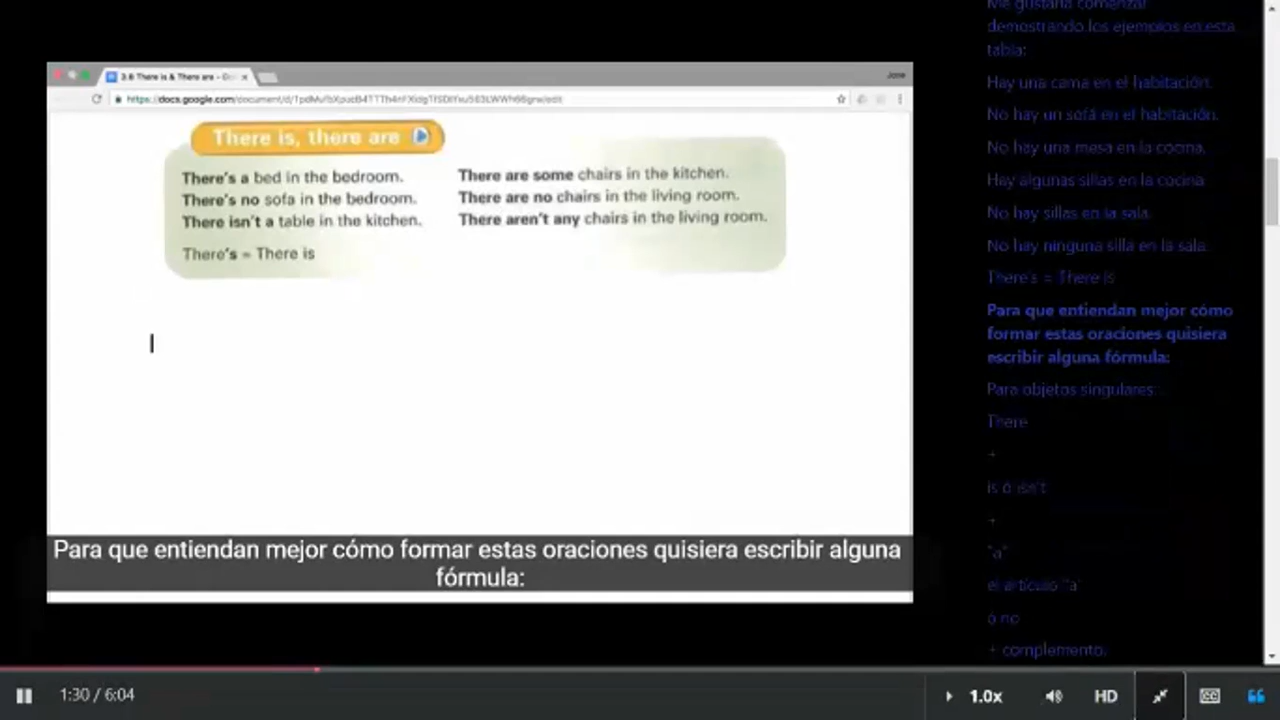 Me gustaría comenzar
demostrando los ejemplos en esta
tabla:
Hay una cama en el habitación.
No hay un sofá en el habitación.
No hay una mesa en la cocina.
Hay algunas sillas en la cocina
No hay sillas en la sala.
No hay ninguna silla en la sala.
There's = There is
Para que entiendan mejor cómo
formar estas oraciones quisiera
escribir alguna fórmula:
Para objetos singulares:
There
+
is o isn't
+
"a"
el artículo "a"
o no
+ complemento.
3.6 There is & There are - Go
Jose
There is, there are
There's a bed in the bedroom.
There's no sofa in the bedroom.
There isn't a table in the kitchen.
There's = There is
There are some chairs in the kitchen.
There are no chairs in the living room.
There aren't any chairs in the living room.
Para que entiendan mejor cómo formar estas oraciones quisiera escribir alguna
fórmula:
1:30 / 6:04
1.0x
HD
CC